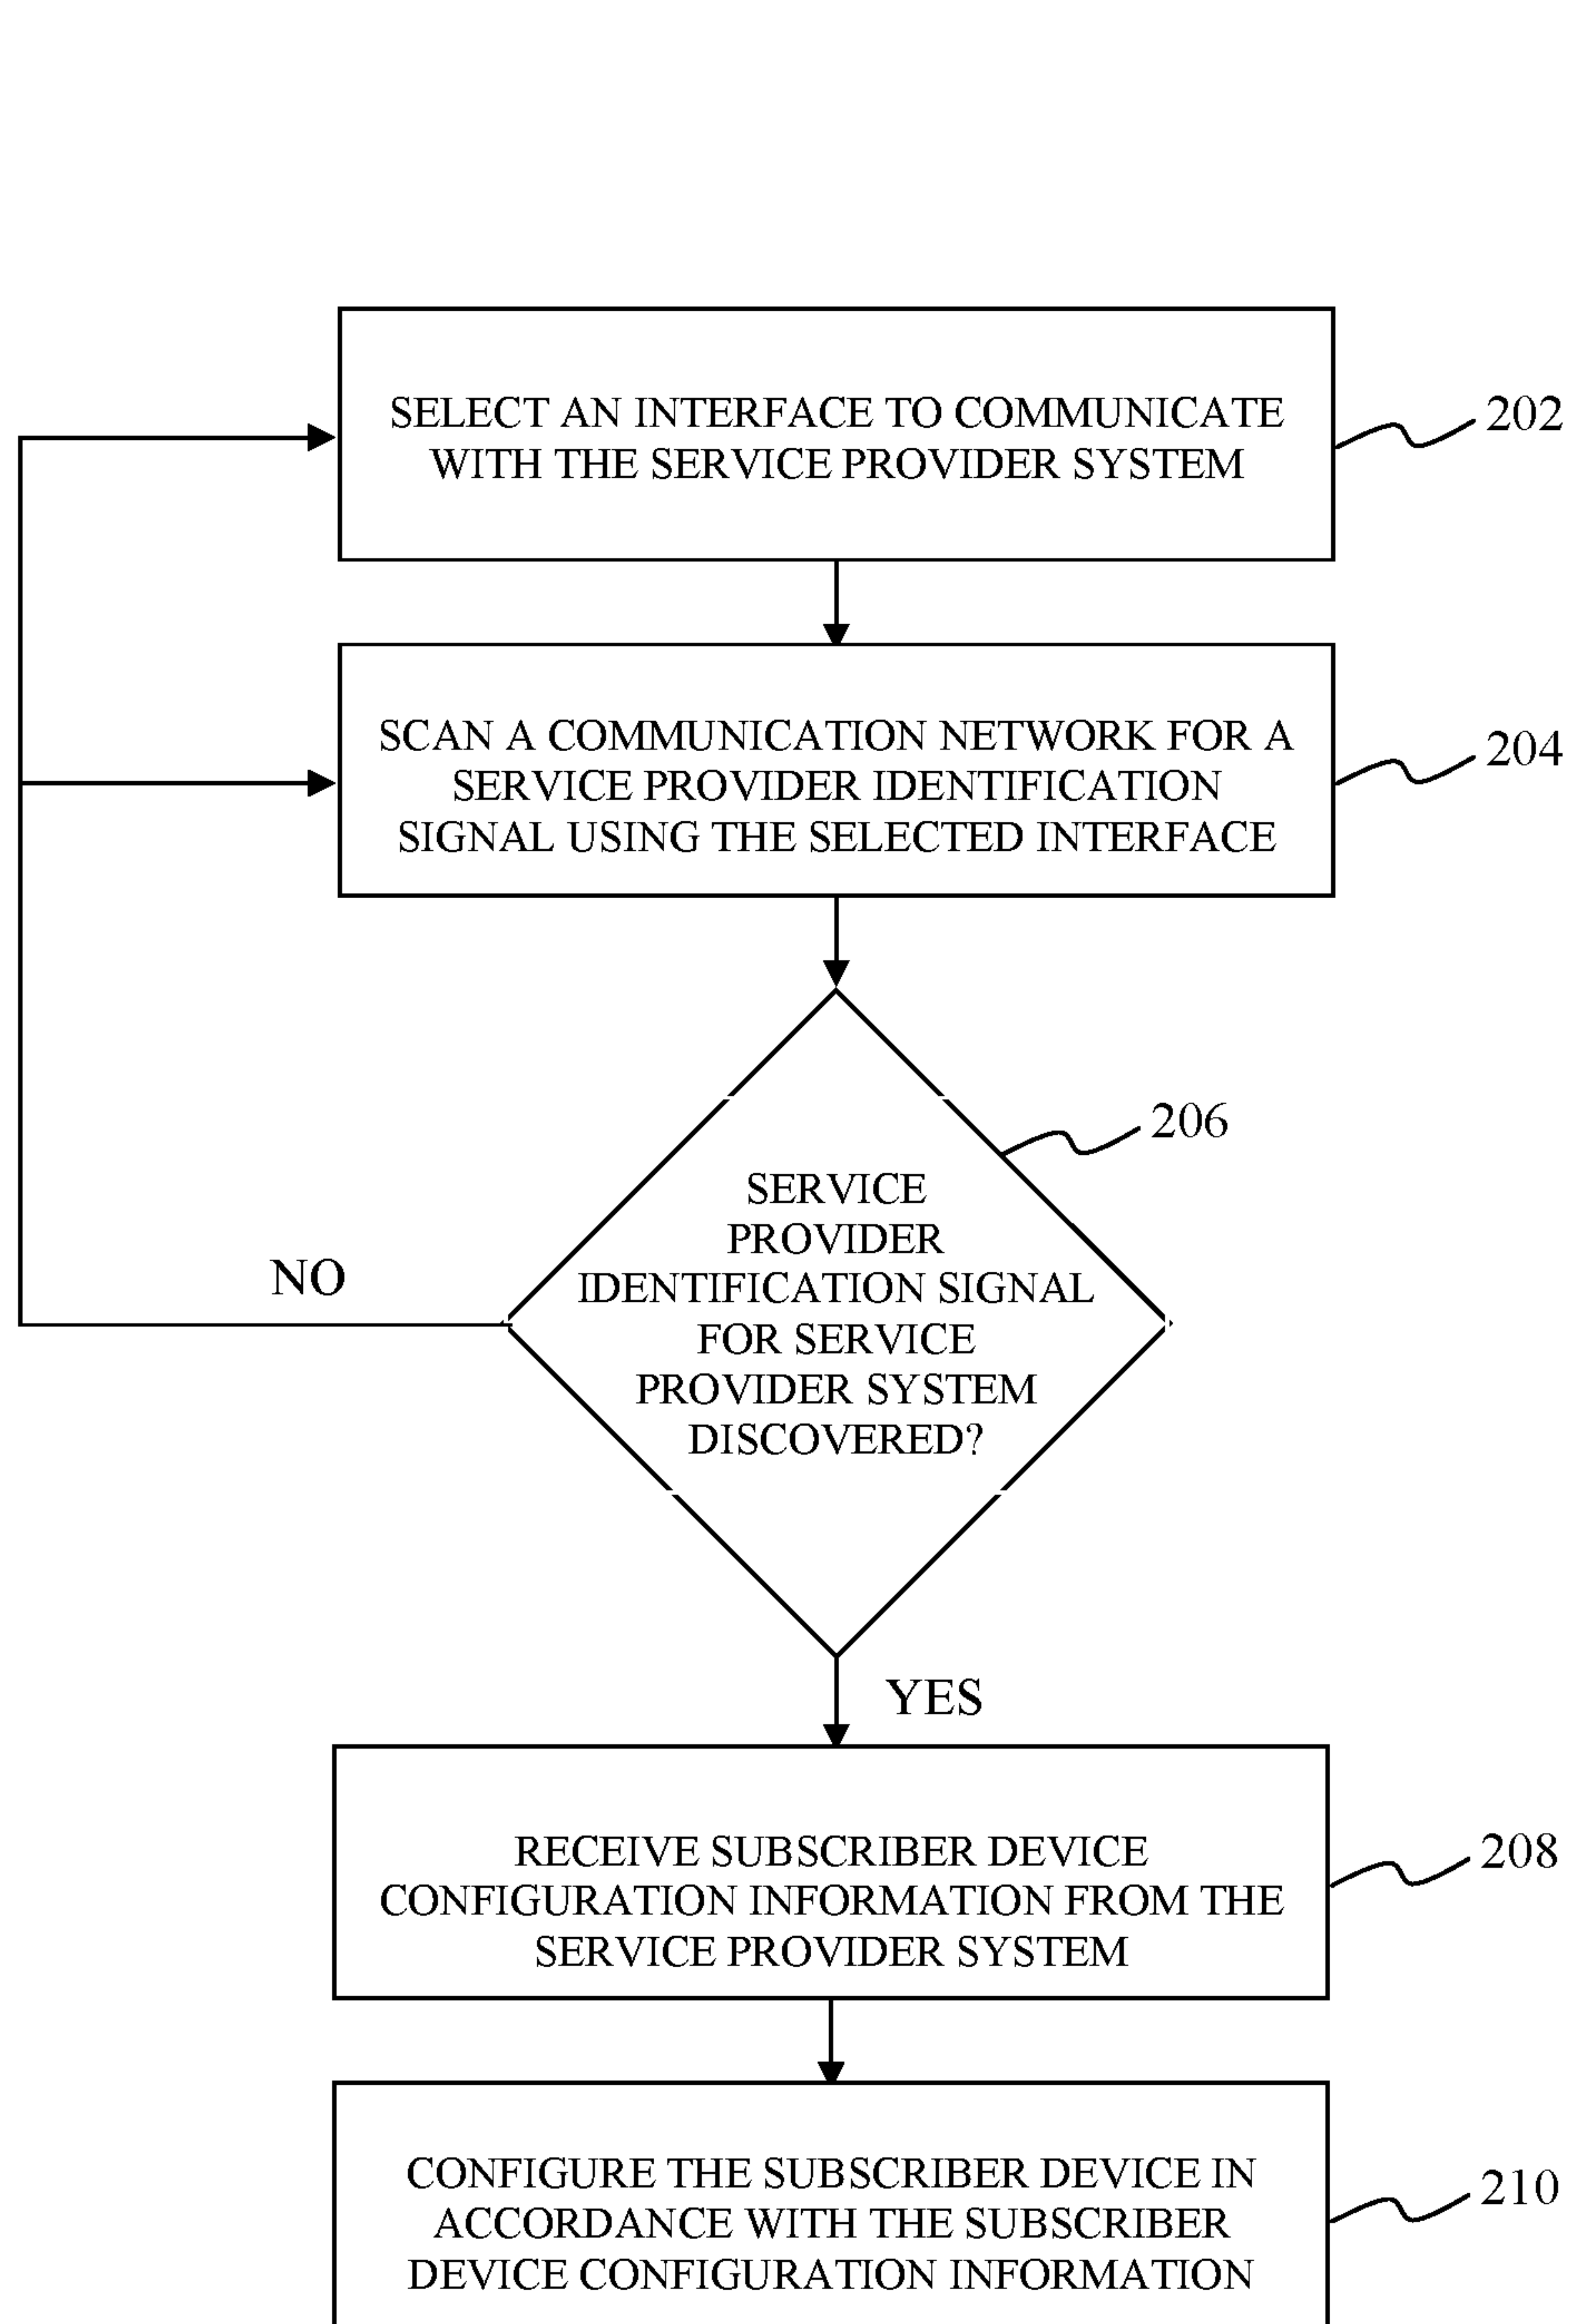 SELECT AN INTERFACE TO COMMUNICATE
WITH THE SERVICE PROVIDER SYSTEM
202
SCAN A COMMUNICATION NETWORK FOR A
SERVICE PROVIDER IDENTIFICATION
SIGNAL USING THE SELECTED INTERFACE
204
206
SERVICE
PROVIDER
IDENTIFICATION SIGNAL
FOR SERVICE
PROVIDER SYSTEM
DISCOVERED?
NO
YES
RECEIVE SUBSCRIBER DEVICE
CONFIGURATION INFORMATION FROM THE
SERVICE PROVIDER SYSTEM
208
CONFIGURE THE SUBSCRIBER DEVICE IN
ACCORDANCE WITH THE SUBSCRIBER
DEVICE CONFIGURATION INFORMATION
210